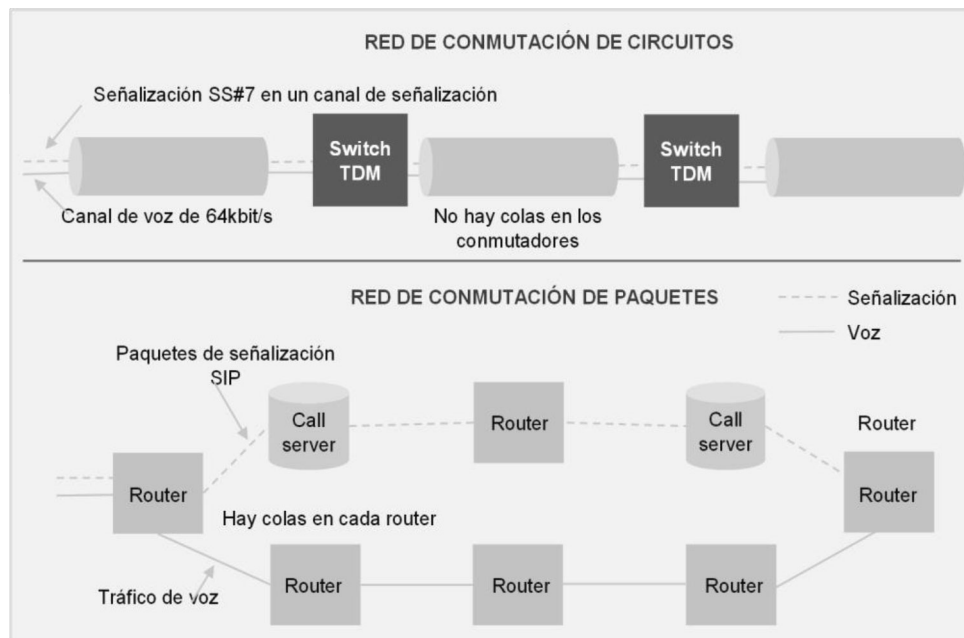 RED DE CONMUTACIÓN DE CIRCUITOS
Señalización SS#7 en un canal de señalización
Switch
TDM
Switch
TDM
Canal de voz de 64kbit/s
No hay colas en los
conmutadores
RED DE CONMUTACIÓN DE PAQUETES
Señalización
Voz
Paquetes de señalización
SIP
Call
server
Router
Call
server
Router
Router
Router
Hay colas en cada router
Tráfico de voz
Router
Router
Router